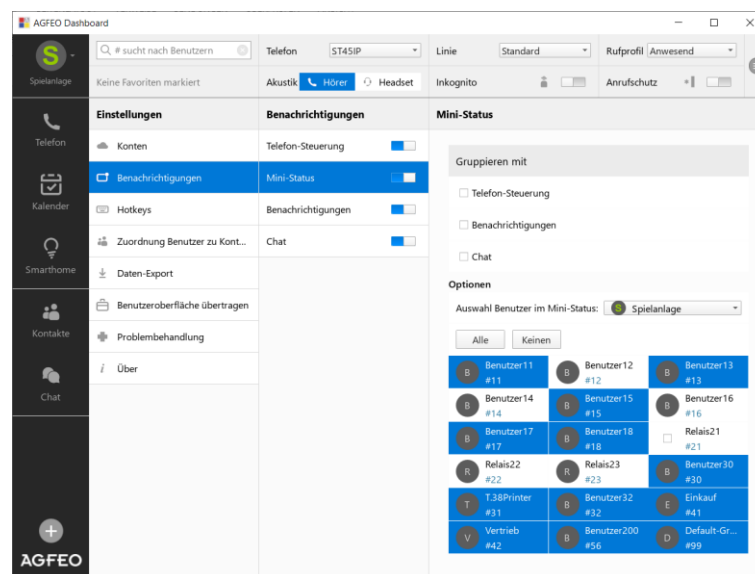 AGFEO Dashboard
S
Spielanlage
Telefon
Kalender
Smarthome
Kontakte
Chat
AGFEO
# sucht nach Benutzern
Keine Favoriten markiert
Telefon
ST45IP
Akustik
Hörer
Headset
Linie
Standard
Inkognito
Rufprofil
Anwesend
Anrufschutz
Einstellungen
Konten
Benachrichtigungen
Hotkeys
Zuordnung Benutzer zu Kont...
Daten-Export
Benutzeroberfläche übertragen
Problembehandlung
i Über
Benachrichtigungen
Telefon-Steuerung
Mini-Status
Benachrichtigungen
Chat
Mini-Status
Gruppieren mit
Telefon-Steuerung
Benachrichtigungen
Chat
Optionen
Auswahl Benutzer im Mini-Status: S Spielanlage
Alle Keinen
B Benutzer11 #11
B Benutzer12 #12
B Benutzer13 #13
B Benutzer14 #14
B Benutzer15 #15
B Benutzer16 #16
B Benutzer17 #17
B Benutzer18 #18
Relais21 #21
R Relais22 #22
R Relais23 #23
B Benutzer30 #30
T T.38Printer #31
B Benutzer32 #32
E Einkauf #41
V Vertrieb #42
B Benutzer200 #56
D Default-Gr... #99